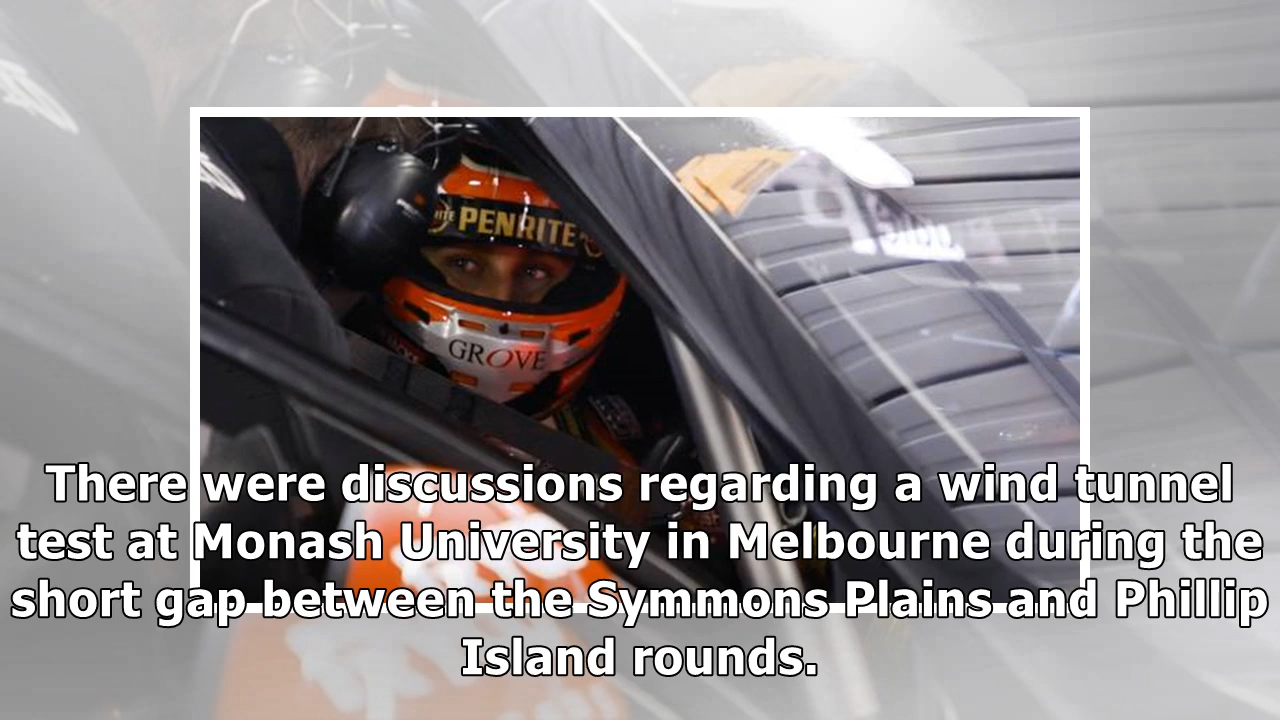 PENRITE
GROVE
There were discussions regarding a wind tunnel
test at Monash University in Melbourne during the
short gap between the Symmons Plains and Phillip
Island rounds.